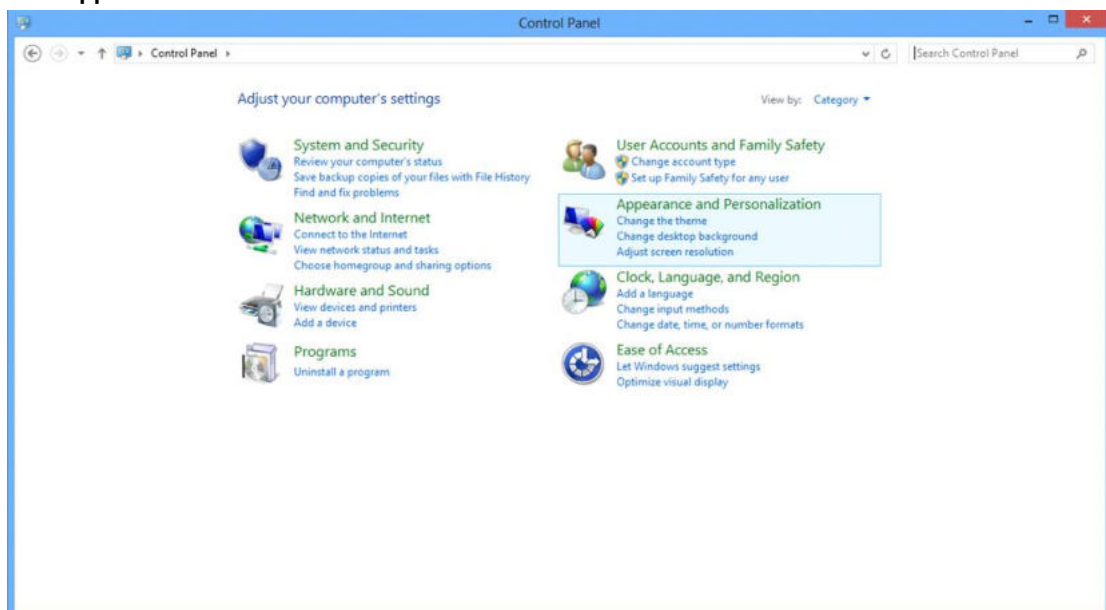 Control Panel
Control Panel
Search Control Panel
Adjust your computer's settings
View by: Category
System and Security
Review your computer's status
Save backup copies of your files with File History
Find and fix problems
Network and Internet
Connect to the Internet
View network status and tasks
Choose homegroup and sharing options
Hardware and Sound
View devices and printers
Add a device
Programs
Uninstall a program
User Accounts and Family Safety
Change account type
Set up Family Safety for any user
Appearance and Personalization
Change the theme
Change desktop background
Adjust screen resolution
Clock, Language, and Region
Add a language
Change input methods
Change date, time, or number formats
Ease of Access
Let Windows suggest settings
Optimize visual display